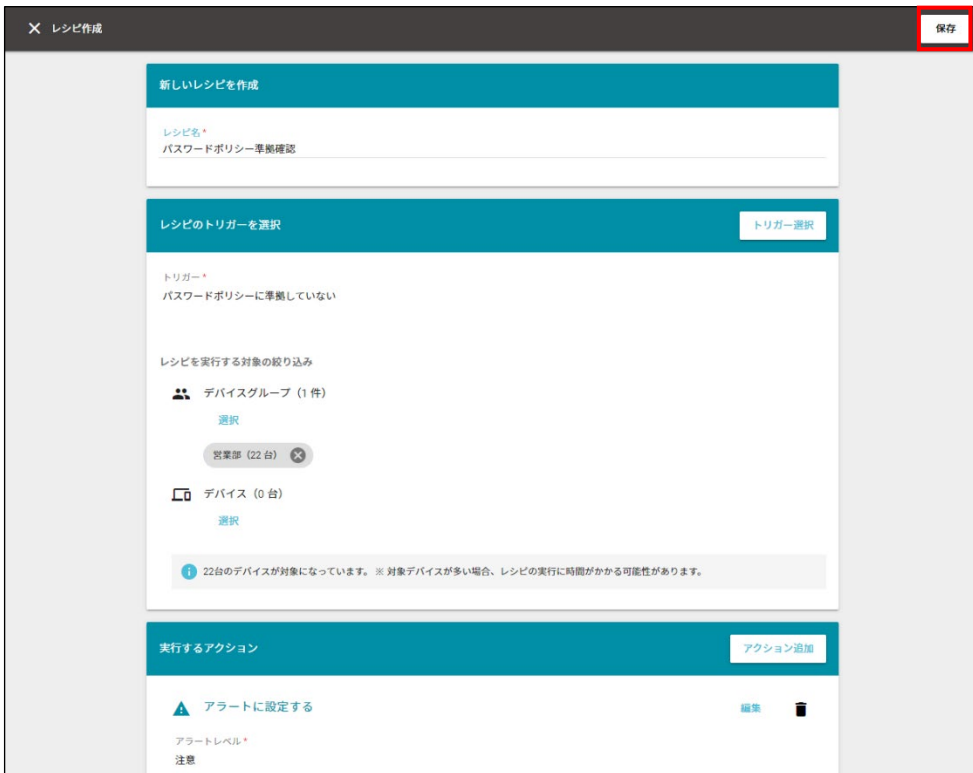 レシピ作成
保存
新しいレシピを作成
レシピ名*
パスワードポリシー準拠確認
レシピのトリガーを選択
トリガー選択
トリガー*
パスワードポリシーに準拠していない
レシピを実行する対象の絞り込み
デバイスグループ（1 件）
選択
営業部（22 台）
デバイス（0 台）
選択
22台のデバイスが対象になっています。 ※ 対象デバイスが多い場合、レシピの実行に時間がかかる可能性があります。
実行するアクション
アクション追加
アラートに設定する
編集
アラートレベル*
注意